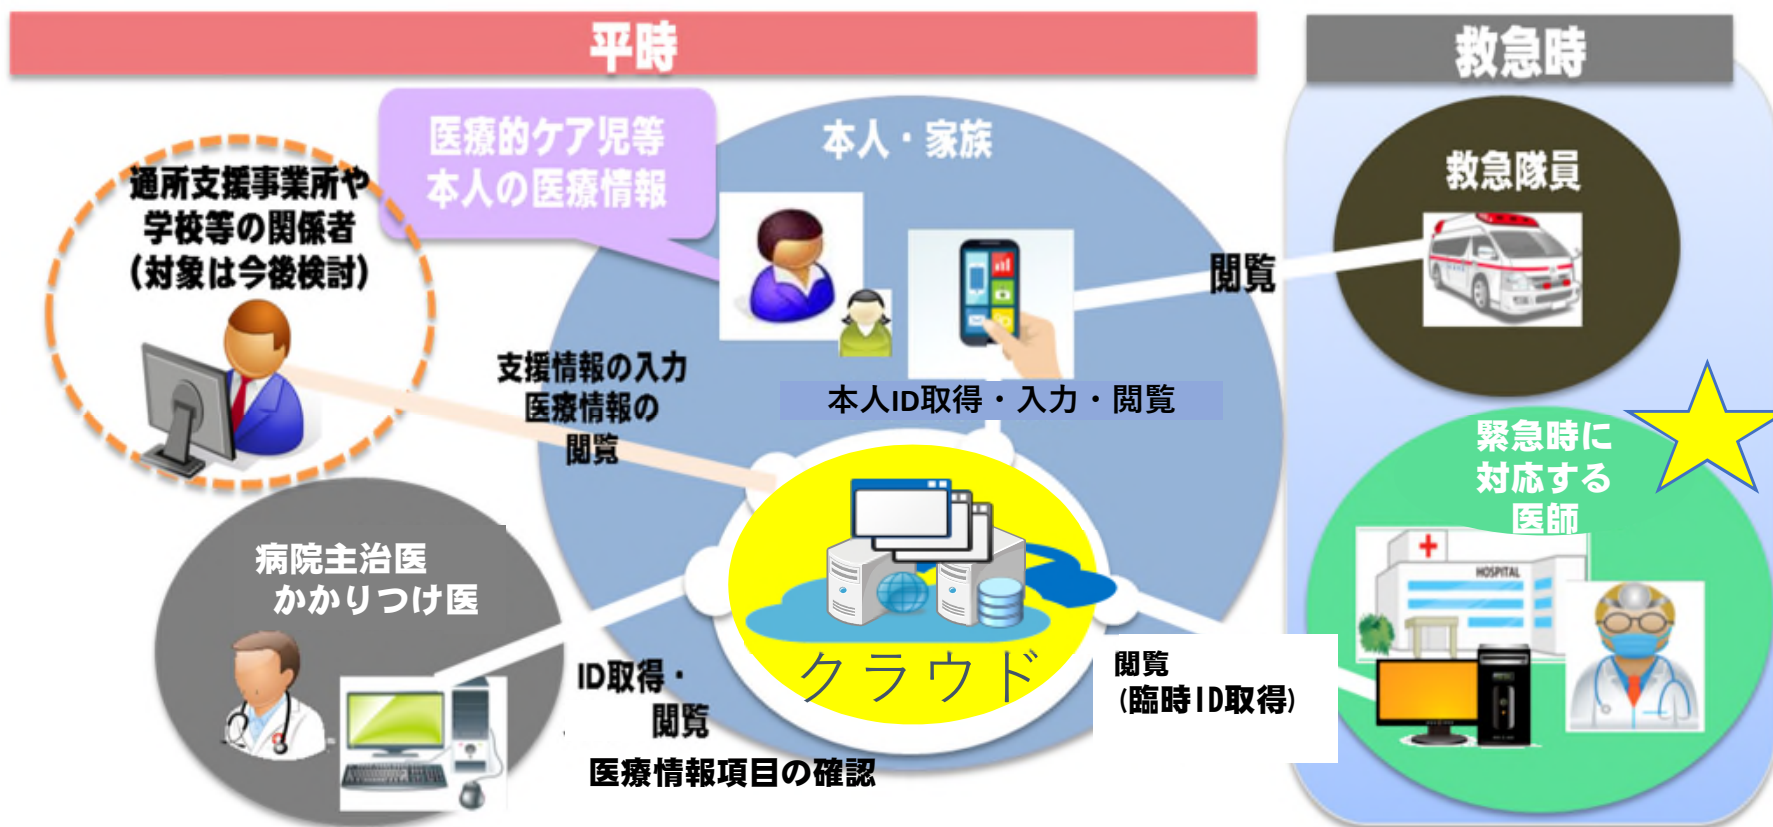 平時
救急時
医療的ケア児等
本人の医療情報
本人・家族
通所支援事業所や
学校等の関係者
(対象は今後検討)
救急隊員
閲覧
支援情報の入力
医療情報の
閲覧
本人ID取得・入力・閲覧
緊急時に
対応する
医師
HOSPITAL
病院主治医
かかりつけ医
クラウド
ID取得・
閲覧
医療情報項目の確認
閲覧
(臨時ID取得)